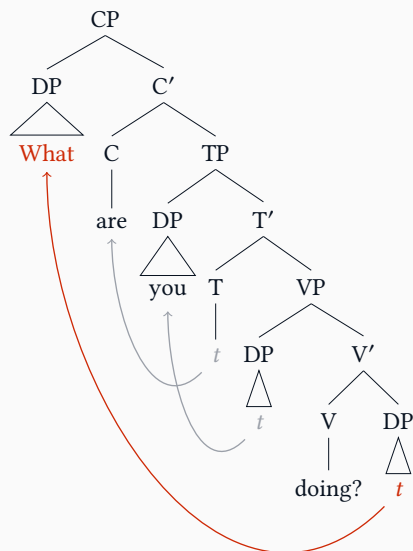 CP
DP C′
What C TP
are DP T′
you T VP
t DP V′
t V DP
doing? t